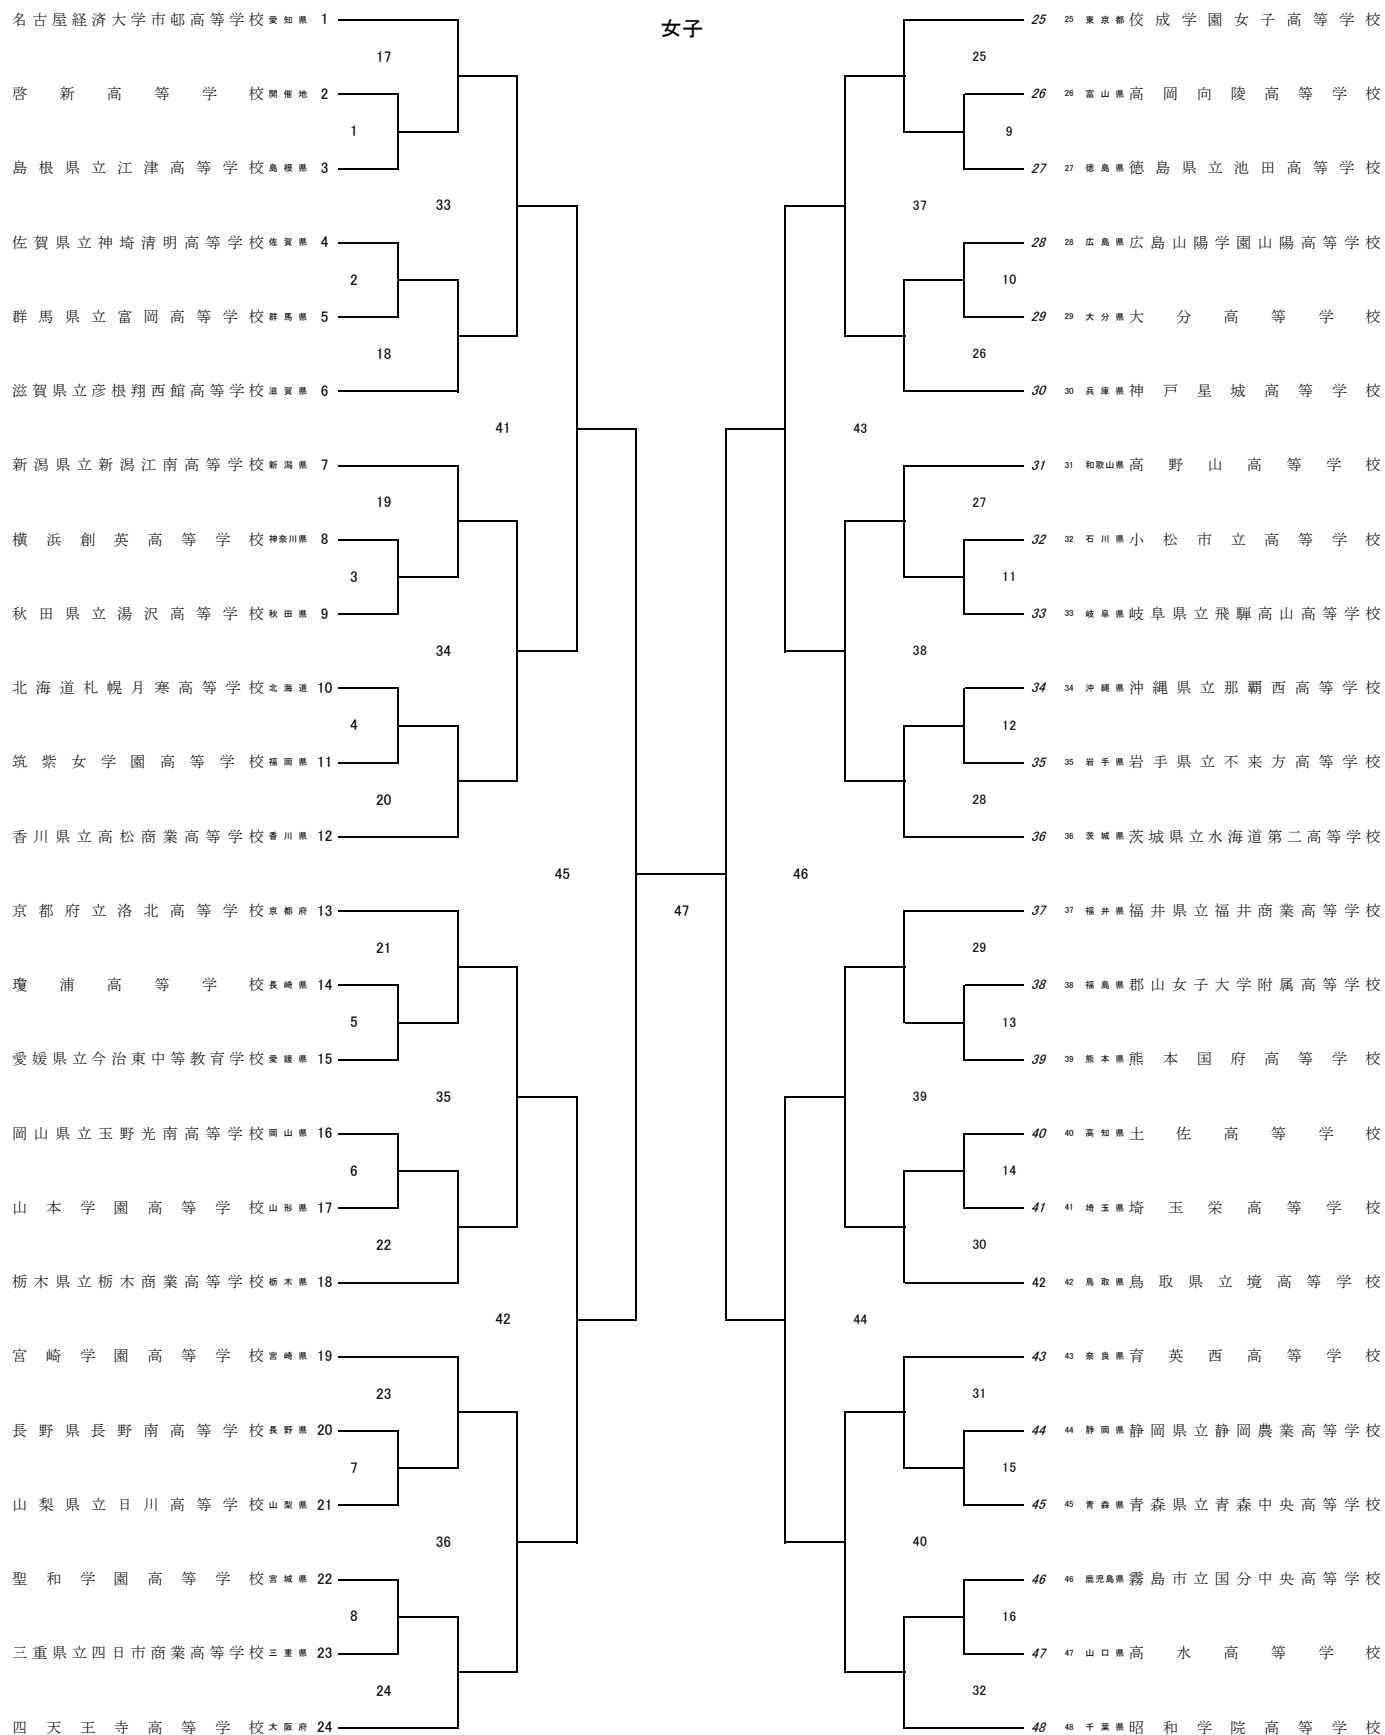 女子
名古屋経済大学市邨高等学校 愛知県 1
17
啓新高等学校 開催地 2
1
島根県立江津高等学校 島根県 3
33
佐賀県立神埼清明高等学校 佐賀県 4
2
群馬県立富岡高等学校 群馬県 5
18
滋賀県立彦根翔西館高等学校 滋賀県 6
41
新潟県立新潟江南高等学校 新潟県 7
19
横浜創英高等学校 神奈川県 8
3
秋田県立湯沢高等学校 秋田県 9
34
北海道札幌月寒高等学校 北海道 10
4
筑紫女学園高等学校 福岡県 11
20
香川県立高松商業高等学校 香川県 12
45
京都府立洛北高等学校 京都府 13
21
瓊浦高等学校 長崎県 14
5
愛媛県立今治東中等教育学校 愛媛県 15
35
岡山県立玉野光南高等学校 岡山県 16
6
山本学園高等学校 山形県 17
22
栃木県立栃木商業高等学校 栃木県 18
42
宮崎学園高等学校 宮崎県 19
23
長野県長野南高等学校 長野県 20
7
山梨県立日川高等学校 山梨県 21
36
聖和学園高等学校 宮城県 22
8
三重県立四日市商業高等学校 三重県 23
24
四天王寺高等学校 大阪府 24
47
25 25 東京都 佼成学園女子高等学校
25
26 26 富山県 高岡向陵高等学校
9
27 27 徳島県 徳島県立池田高等学校
37
28 28 広島県 広島山陽学園山陽高等学校
10
29 29 大分県 大分高等学校
26
30 30 兵庫県 神戸星城高等学校
43
31 31 和歌山県 高野山高等学校
27
32 32 石川県 小松市立高等学校
11
33 33 岐阜県 岐阜県立飛騨高山高等学校
38
34 34 沖縄県 沖縄県立那覇西高等学校
12
35 35 岩手県 岩手県立不来方高等学校
28
36 36 茨城県 茨城県立水海道第二高等学校
46
37 37 福井県 福井県立福井商業高等学校
29
38 38 福島県 郡山女子大学附属高等学校
13
39 39 熊本県 熊本国府高等学校
39
40 40 高知県 土佐高等学校
14
41 41 埼玉県 埼玉栄高等学校
30
42 42 鳥取県 鳥取県立境高等学校
44
43 43 奈良県 育英西高等学校
31
44 44 静岡県 静岡県立静岡農業高等学校
15
45 45 青森県 青森県立青森中央高等学校
40
46 46 鹿児島県 霧島市立国分中央高等学校
16
47 47 山口県 高水高等学校
32
48 48 千葉県 昭和学院高等学校